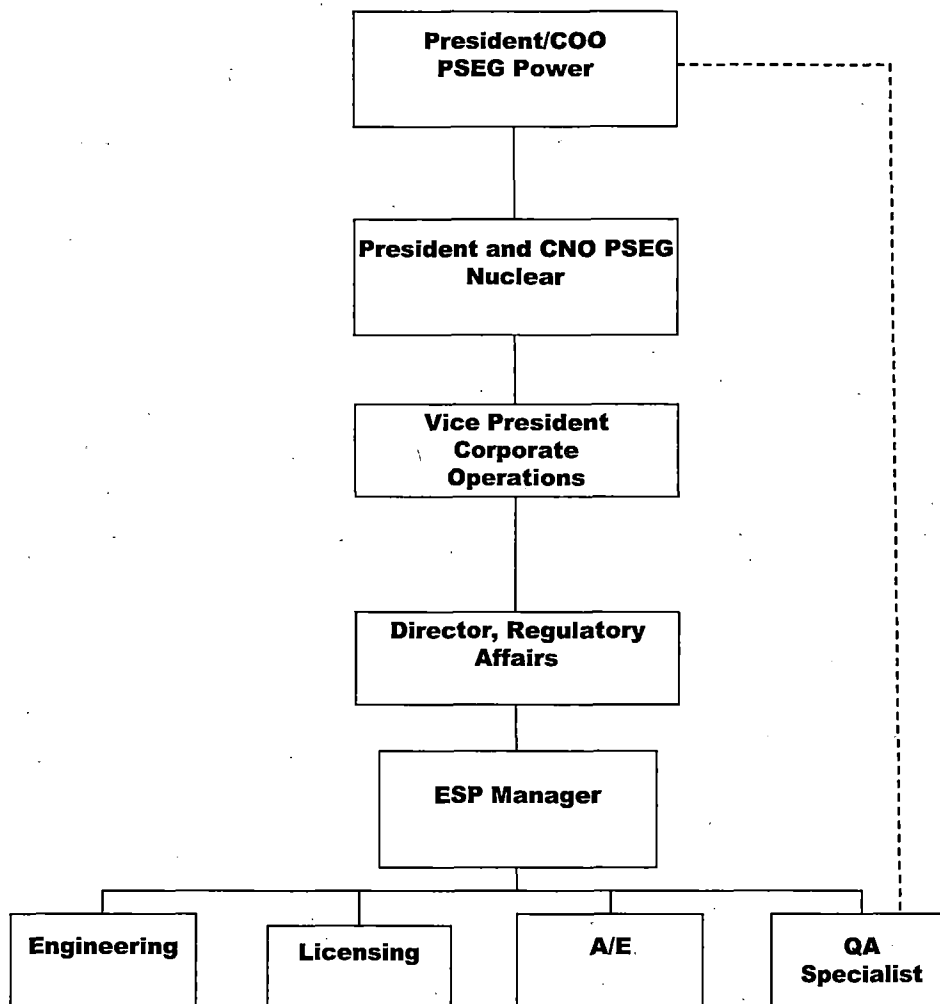 President/COO
PSEG Power
President and CNO PSEG
Nuclear
Vice President
Corporate
Operations
Director, Regulatory
Affairs
ESP Manager
Engineering
Licensing
A/E
QA
Specialist